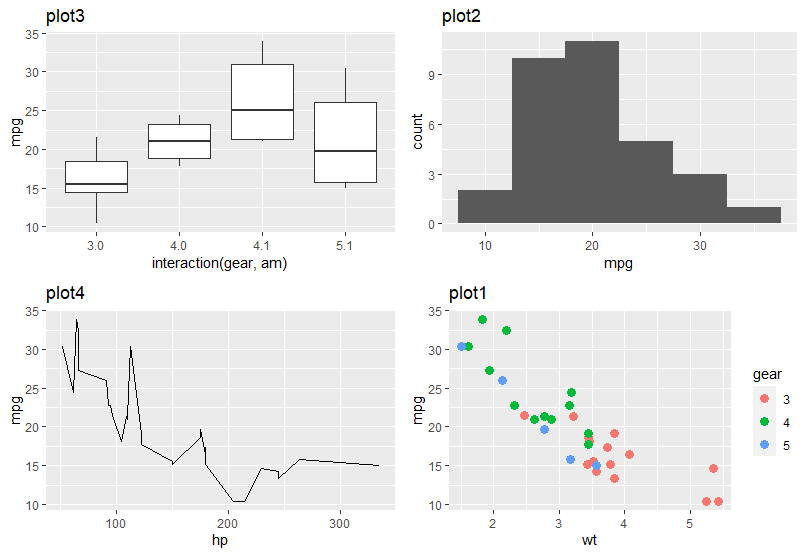 plot3
35
30
25
20
15
10
mpg
3.0 4.0 4.1 5.1
interaction(gear, am)
plot2
9
6
3
0
count
10 20 30
mpg
plot4
35
30
25
20
15
10
mpg
100 200 300
hp
plot1
35
30
25
20
15
10
mpg
2 3 4 5
wt
gear
3
4
5